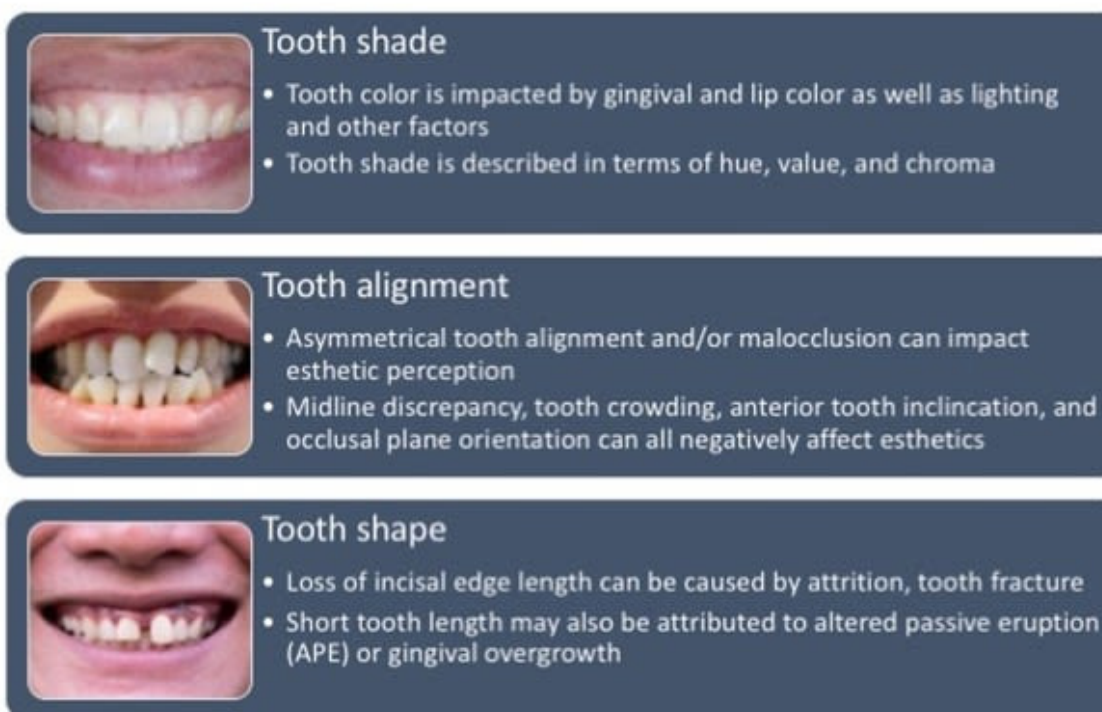 Tooth shade
• Tooth color is impacted by gingival and lip color as well as lighting
and other factors
• Tooth shade is described in terms of hue, value, and chroma
Tooth alignment
• Asymmetrical tooth alignment and/or malocclusion can impact
esthetic perception
• Midline discrepancy, tooth crowding, anterior tooth inclincation, and
occlusal plane orientation can all negatively affect esthetics
Tooth shape
• Loss of incisal edge length can be caused by attrition, tooth fracture
• Short tooth length may also be attributed to altered passive eruption
(APE) or gingival overgrowth